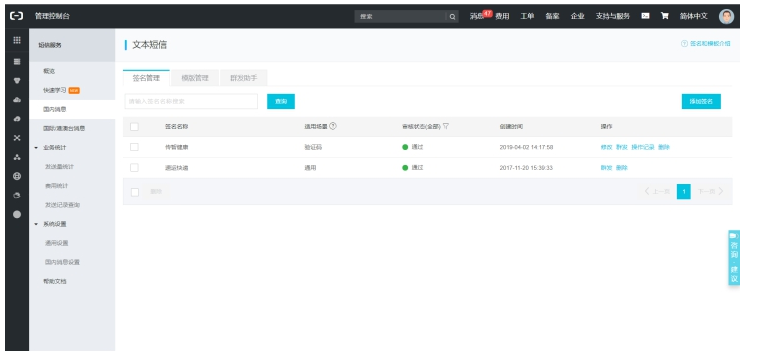 管理控制台
搜索
消息47 费用 工单 备案 企业 支持与服务 简体中文
短信服务
概览
快速学习 new
国内消息
国际/港澳台消息
业务统计
发送量统计
费用统计
发送记录查询
系统设置
通用设置
国内消息设置
帮助文档
文本短信
签名和模板介绍
签名管理 模板管理 群发助手
请输入签名名称搜索 查询 添加签名
签名名称 适用场景 审核状态(全部) 创建时间 操作
传智健康 验证码 通过 2019-04-02 14:17:58 修改 群发 操作记录 删除
速运快递 通用 通过 2017-11-20 15:39:33 群发 删除
删除 上一页 1 下一页
咨询·建议